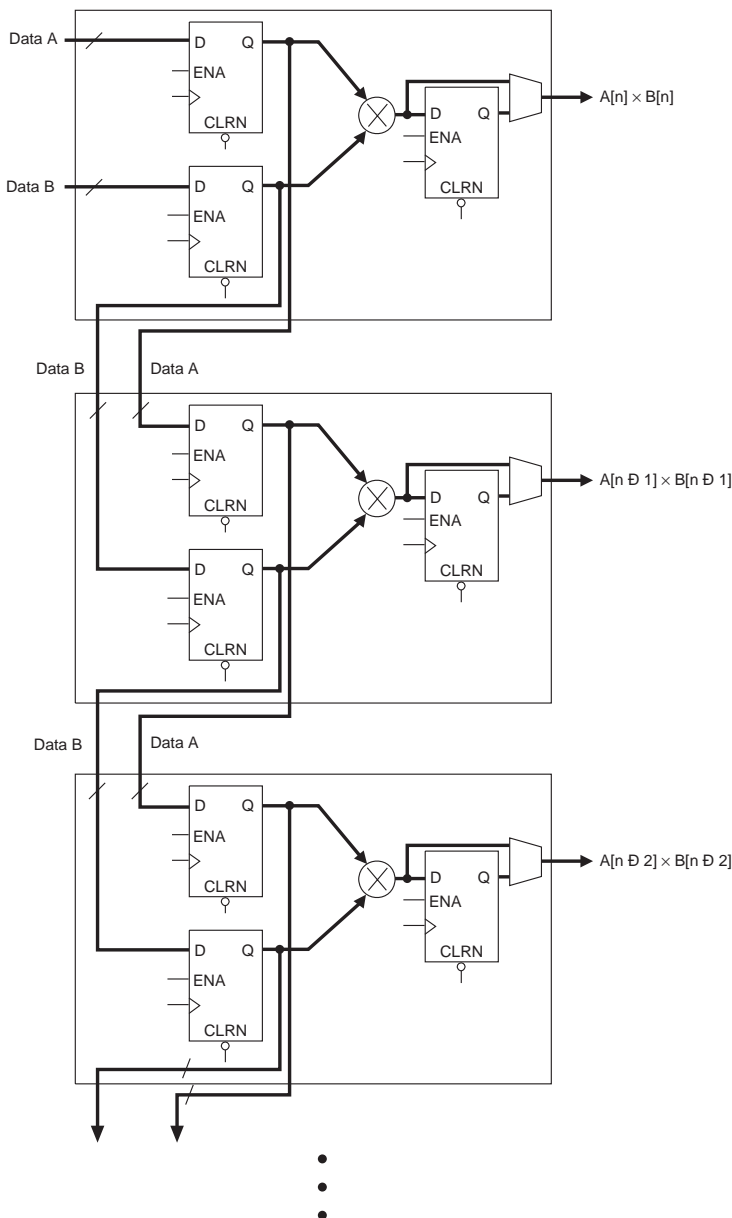 Data A
D Q
ENA
CLRN
Data B
D Q
ENA
CLRN
D Q
ENA
CLRN
A[n] × B[n]
Data B
Data A
D Q
ENA
CLRN
D Q
ENA
CLRN
D Q
ENA
CLRN
A[n Ð 1] × B[n Ð 1]
Data B
Data A
D Q
ENA
CLRN
D Q
ENA
CLRN
D Q
ENA
CLRN
A[n Ð 2] × B[n Ð 2]